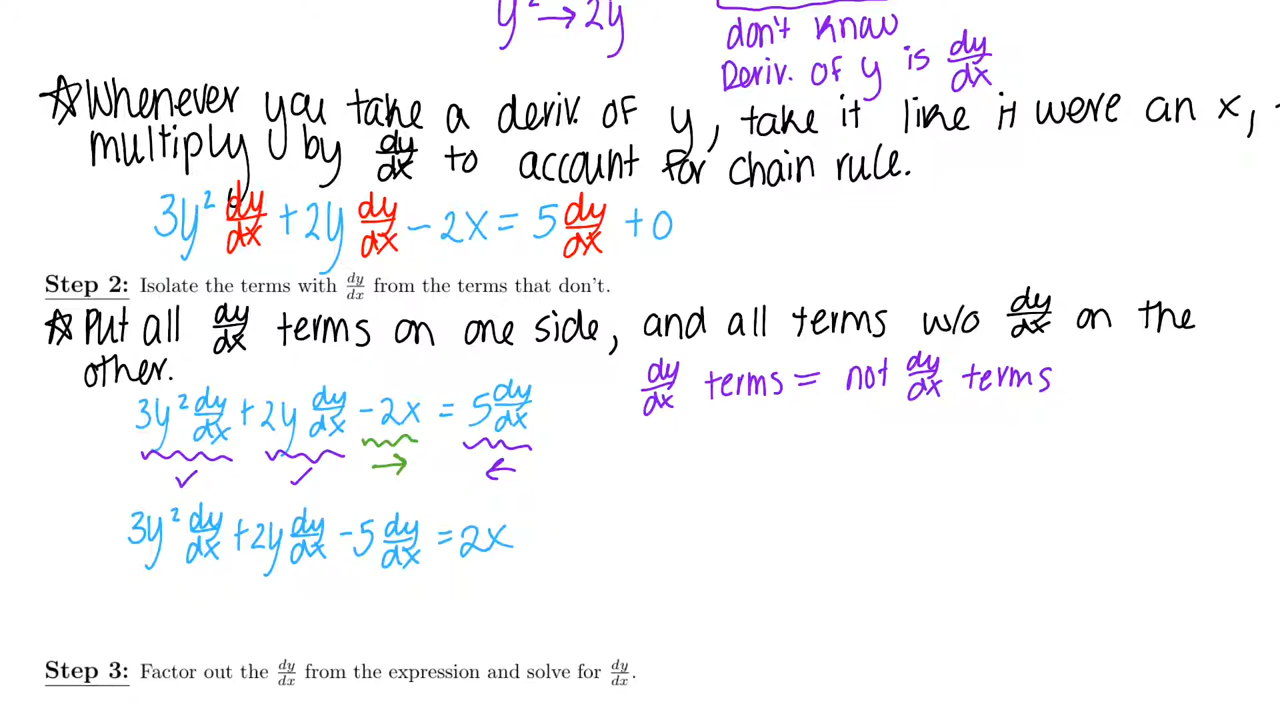 y² → 2y
don't know
Deriv. of y is dy/dx
☆Whenever you take a deriv. of y, take it like it were an x,
multiply by dy/dx to account for chain rule.
3y² dy/dx + 2y dy/dx - 2x = 5 dy/dx + 0
Step 2: Isolate the terms with dy/dx from the terms that don't.
☆ Put all dy/dx terms on one side, and all terms w/o dy/dx on the
other.
dy/dx terms = not dy/dx terms
3y² dy/dx + 2y dy/dx - 2x = 5 dy/dx
✓ ✓ → ←
3y² dy/dx + 2y dy/dx - 5 dy/dx = 2x
Step 3: Factor out the dy/dx from the expression and solve for dy/dx.